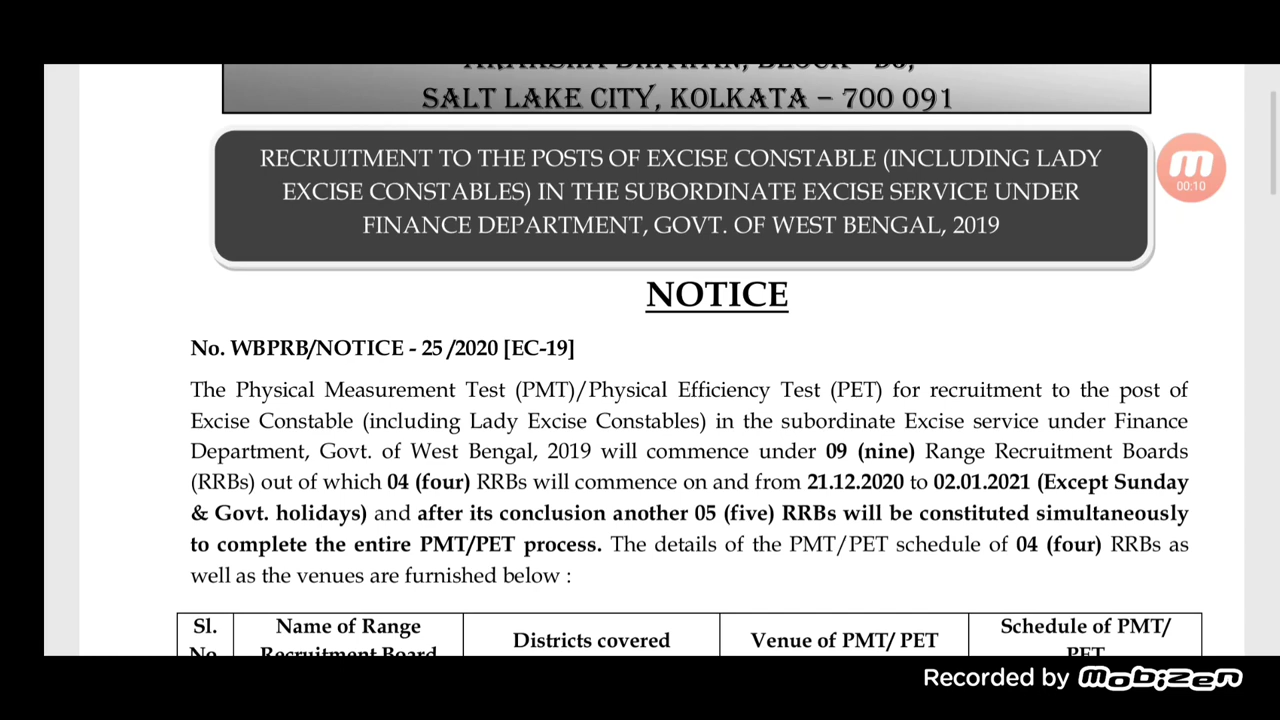 SALT LAKE CITY, KOLKATA – 700 091
RECRUITMENT TO THE POSTS OF EXCISE CONSTABLE (INCLUDING LADY
EXCISE CONSTABLES) IN THE SUBORDINATE EXCISE SERVICE UNDER
FINANCE DEPARTMENT, GOVT. OF WEST BENGAL, 2019
00:10
NOTICE
No. WBPRB/NOTICE - 25 /2020 [EC-19]
The Physical Measurement Test (PMT)/Physical Efficiency Test (PET) for recruitment to the post of
Excise Constable (including Lady Excise Constables) in the subordinate Excise service under Finance
Department, Govt. of West Bengal, 2019 will commence under 09 (nine) Range Recruitment Boards
(RRBs) out of which 04 (four) RRBs will commence on and from 21.12.2020 to 02.01.2021 (Except Sunday
& Govt. holidays) and after its conclusion another 05 (five) RRBs will be constituted simultaneously
to complete the entire PMT/PET process. The details of the PMT/PET schedule of 04 (four) RRBs as
well as the venues are furnished below :
Sl. Name of Range Districts covered Venue of PMT/ PET Schedule of PMT/
No. Recruitment Board PET
Recorded by MOBIZEN